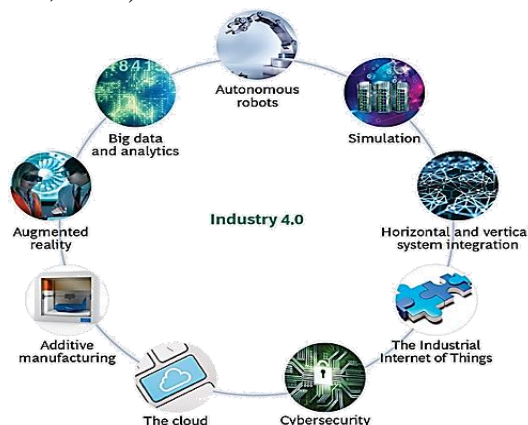 Autonomous
robots
Simulation
Horizontal and vertica
system integration
The Industrial
Internet of Things
Cybersecurity
The cloud
Additive
manufacturing
Augmented
reality
Big data
and analytics
Industry 4.0